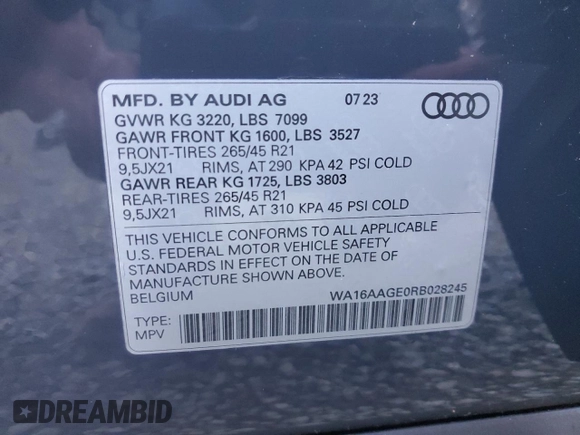 MFD. BY AUDI AG 07 23
GVWR KG 3220, LBS 7099
GAWR FRONT KG 1600, LBS 3527
FRONT-TIRES 265/45 R21
9,5JX21 RIMS, AT 290 KPA 42 PSI COLD
GAWR REAR KG 1725, LBS 3803
REAR-TIRES 265/45 R21
9,5JX21 RIMS, AT 310 KPA 45 PSI COLD
THIS VEHICLE CONFORMS TO ALL APPLICABLE
U.S. FEDERAL MOTOR VEHICLE SAFETY
STANDARDS IN EFFECT ON THE DATE OF
MANUFACTURE SHOWN ABOVE.
BELGIUM WA16AAGE0RB028245
TYPE:
MPV
DREAMBID